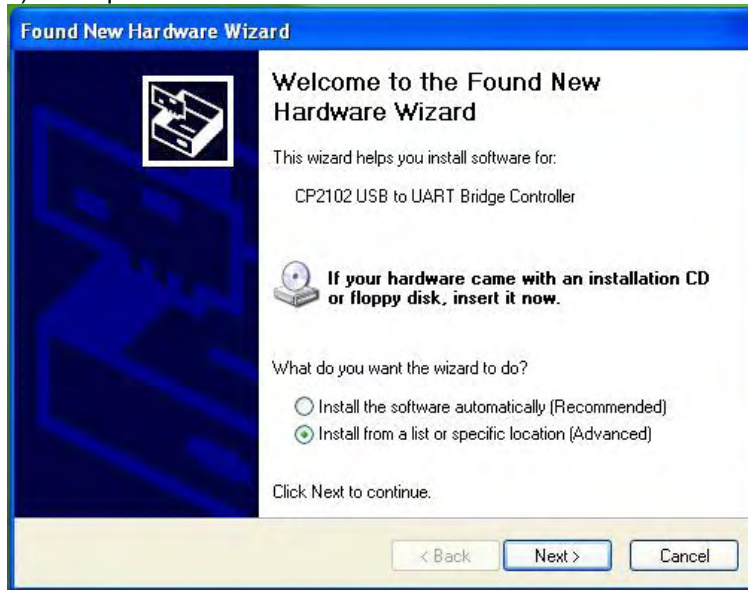 Found New Hardware Wizard
Welcome to the Found New
Hardware Wizard
This wizard helps you install software for:
CP2102 USB to UART Bridge Controller
If your hardware came with an installation CD
or floppy disk, insert it now.
What do you want the wizard to do?
Install the software automatically (Recommended)
Install from a list or specific location (Advanced)
Click Next to continue.
< Back Next > Cancel